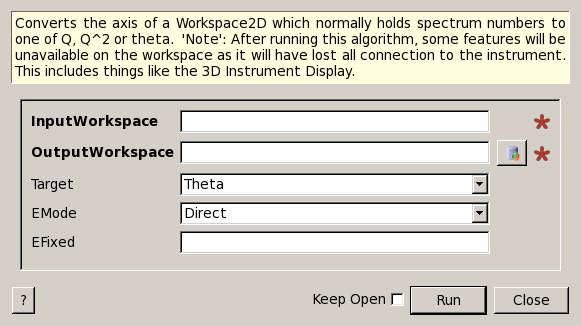 Converts the axis of a Workspace2D which normally holds spectrum numbers to
one of Q, Q^2 or theta. 'Note': After running this algorithm, some features will be
unavailable on the workspace as it will have lost all connection to the instrument.
This includes things like the 3D Instrument Display.
InputWorkspace
OutputWorkspace
Target Theta
EMode Direct
EFixed
? Keep Open Run Close